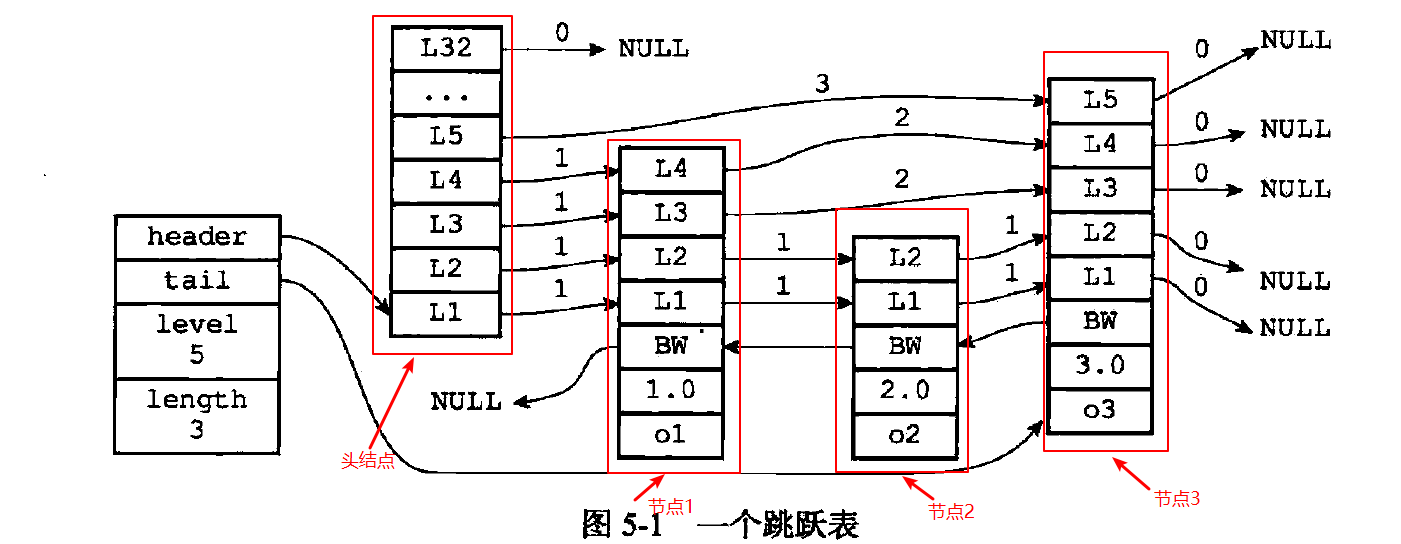 header
tail
level
5
length
3
L32
...
L5
L4
L3
L2
L1
头结点
0
NULL
3
1
1
1
1
L4
L3
L2
L1
BW
1.0
o1
NULL
节点1
2
2
1
1
L2
L1
BW
2.0
o2
节点2
1
1
L5
L4
L3
L2
L1
BW
3.0
o3
节点3
0
NULL
0
NULL
0
NULL
0
NULL
0
NULL
图 5-1 一个跳跃表